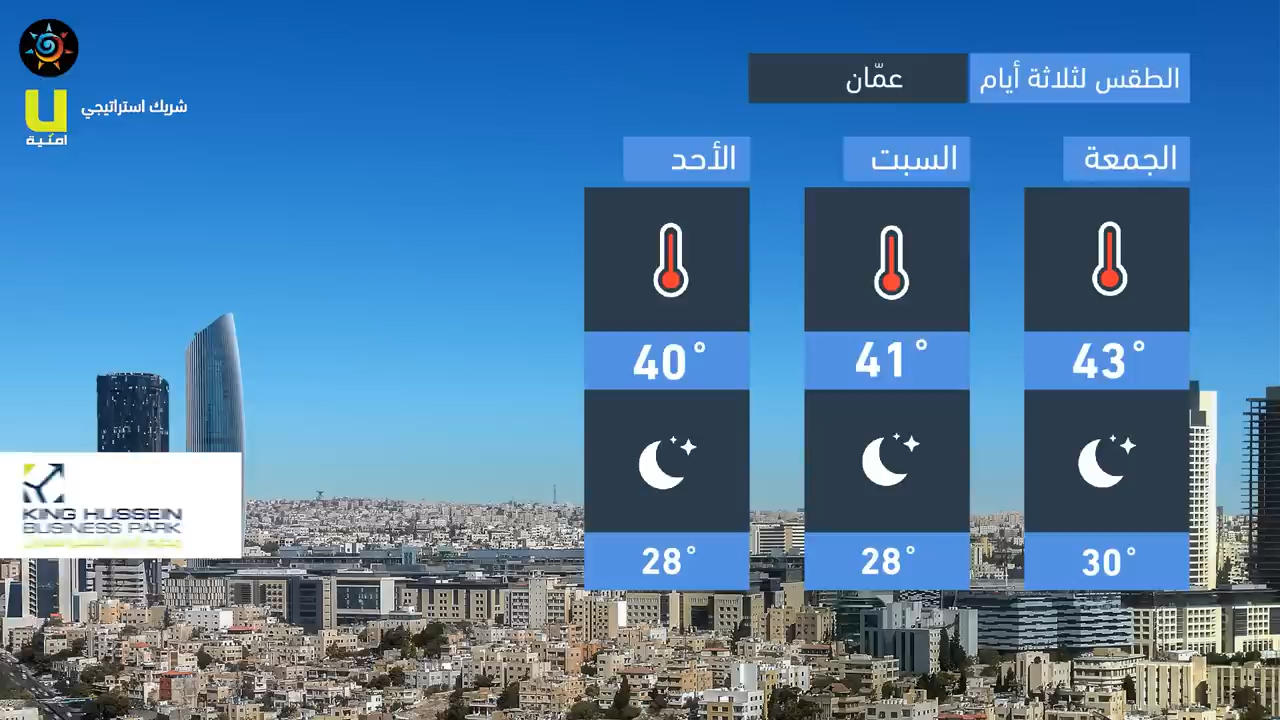 الطقس لثلاثة أيام
عمّان
شريك استراتيجي
u
امنية
الجمعة
السبت
الأحد
43°
41°
40°
30°
28°
28°
KING HUSSEIN
BUSINESS PARK